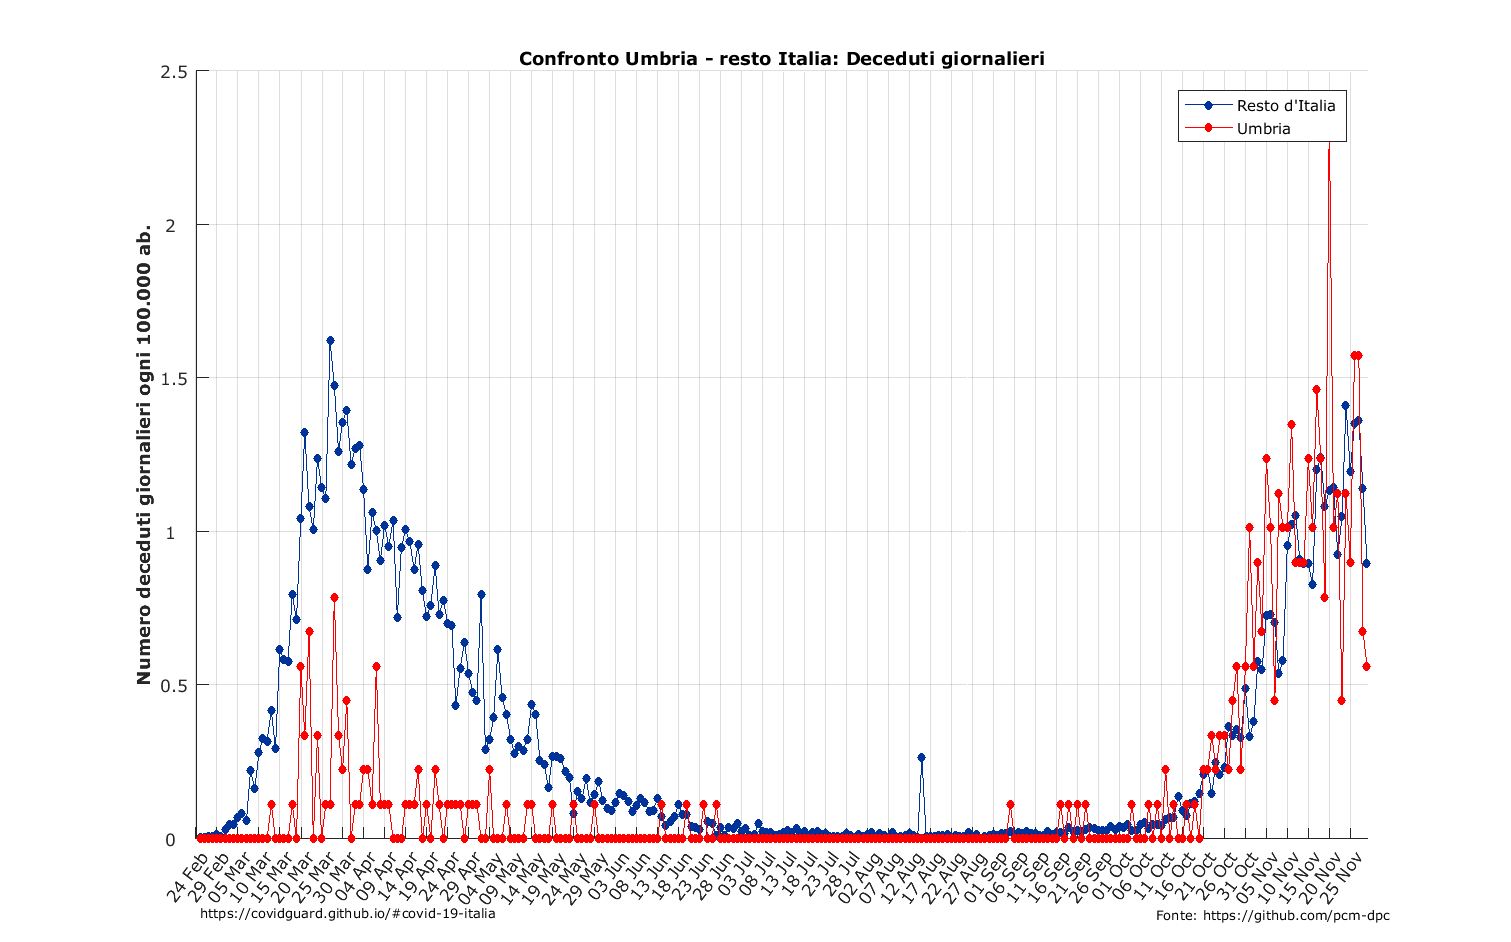 Confronto Umbria - resto Italia: Deceduti giornalieri
Resto d'Italia
Umbria
Numero deceduti giornalieri ogni 100.000 ab.
2.5
2
1.5
1
0.5
0
24 Feb
29 Feb
05 Mar
10 Mar
15 Mar
20 Mar
25 Mar
30 Mar
04 Apr
09 Apr
14 Apr
19 Apr
24 Apr
29 Apr
04 May
09 May
14 May
19 May
24 May
29 May
03 Jun
08 Jun
13 Jun
18 Jun
23 Jun
28 Jun
03 Jul
08 Jul
13 Jul
18 Jul
23 Jul
28 Jul
02 Aug
07 Aug
12 Aug
17 Aug
22 Aug
27 Aug
01 Sep
06 Sep
11 Sep
16 Sep
21 Sep
26 Sep
01 Oct
06 Oct
11 Oct
16 Oct
21 Oct
26 Oct
31 Oct
05 Nov
10 Nov
15 Nov
20 Nov
25 Nov
https://covidguard.github.io/#covid-19-italia
Fonte: https://github.com/pcm-dpc